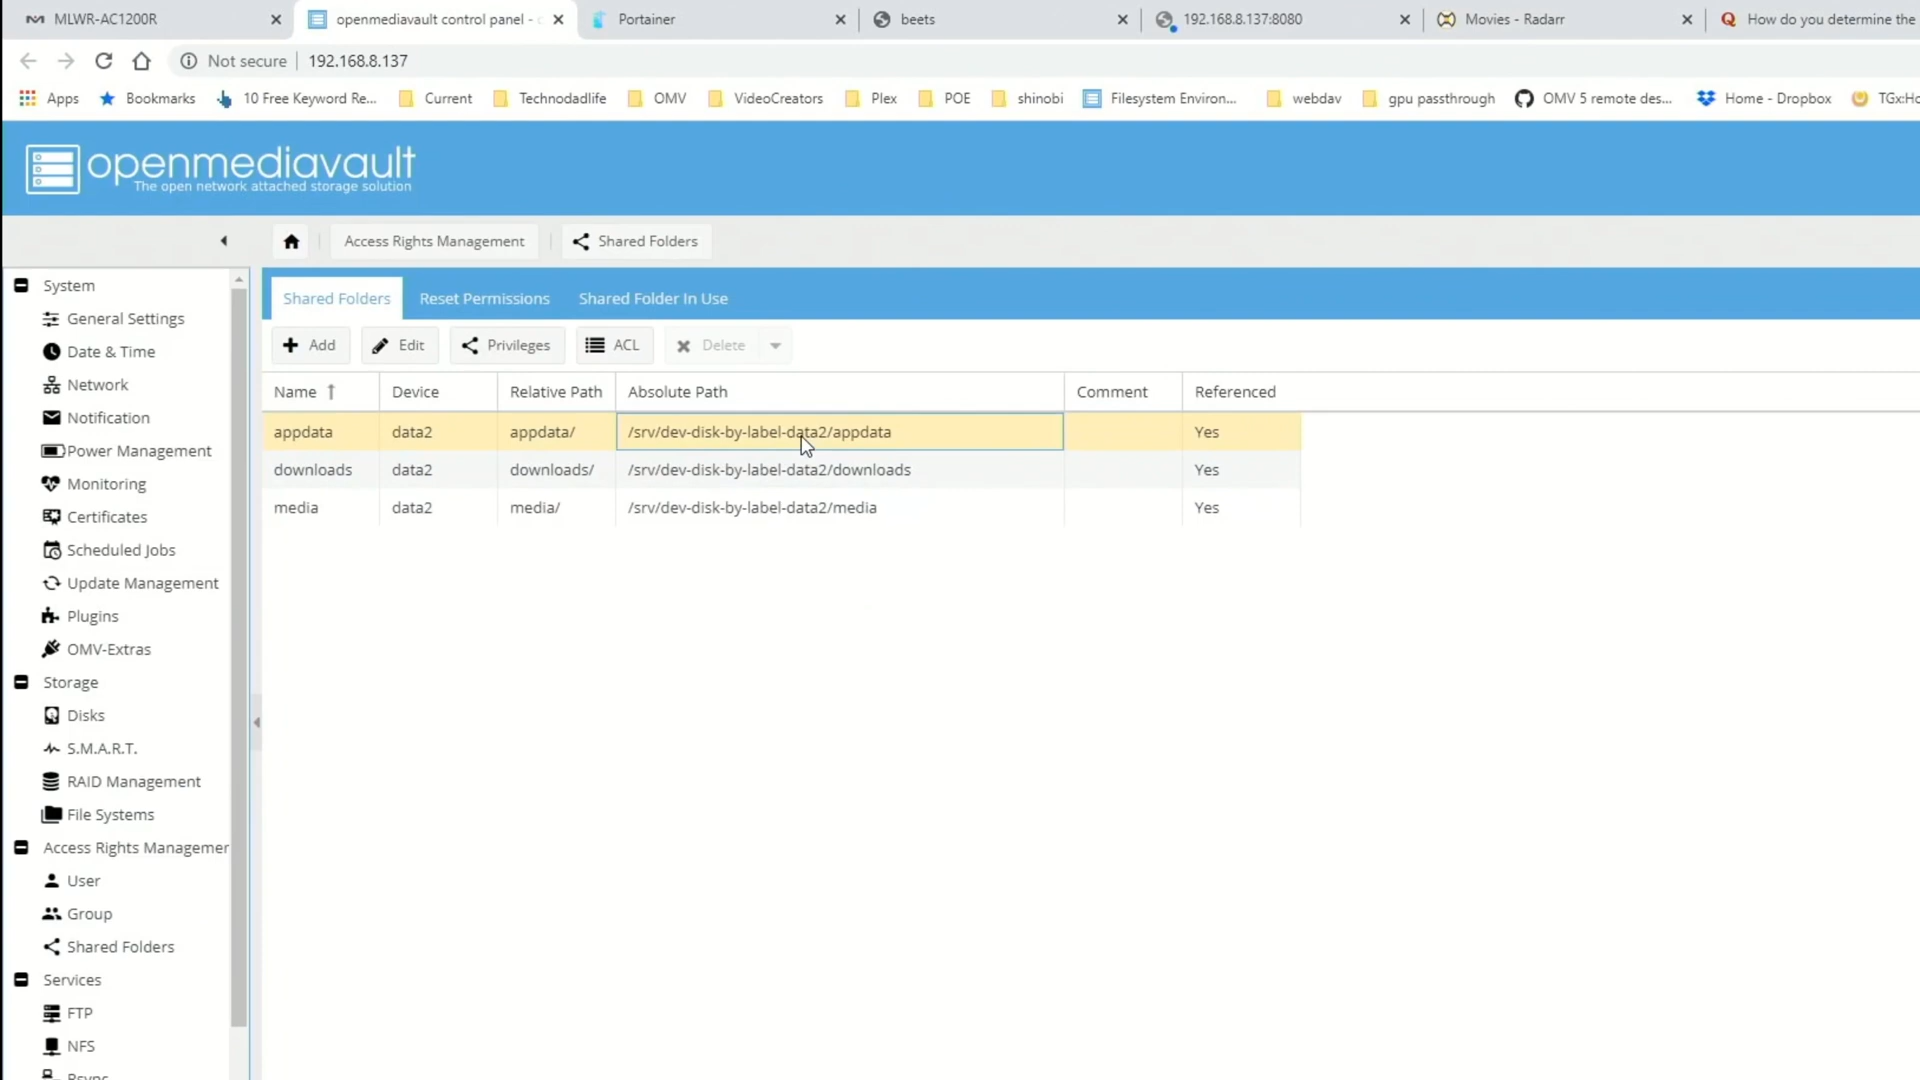 MLWR-AC1200R
openmediavault control panel - 
Portainer
beets
192.168.8.137:8080
Movies - Radarr
How do you determine the
Not secure
192.168.8.137
Apps
Bookmarks
10 Free Keyword Re...
Current
Technodadlife
OMV
VideoCreators
Plex
POE
shinobi
Filesystem Environ...
webdav
gpu passthrough
OMV 5 remote des...
Home - Dropbox
TGx:Ho
openmediavault
The open network attached storage solution
Access Rights Management
Shared Folders
System
General Settings
Date & Time
Network
Notification
Power Management
Monitoring
Certificates
Scheduled Jobs
Update Management
Plugins
OMV-Extras
Storage
Disks
S.M.A.R.T.
RAID Management
File Systems
Access Rights Managemer
User
Group
Shared Folders
Services
FTP
NFS
Rsync
Shared Folders Reset Permissions Shared Folder In Use
Add Edit Privileges ACL Delete
Name Device Relative Path Absolute Path Comment Referenced
appdata data2 appdata/ /srv/dev-disk-by-label-data2/appdata Yes
downloads data2 downloads/ /srv/dev-disk-by-label-data2/downloads Yes
media data2 media/ /srv/dev-disk-by-label-data2/media Yes